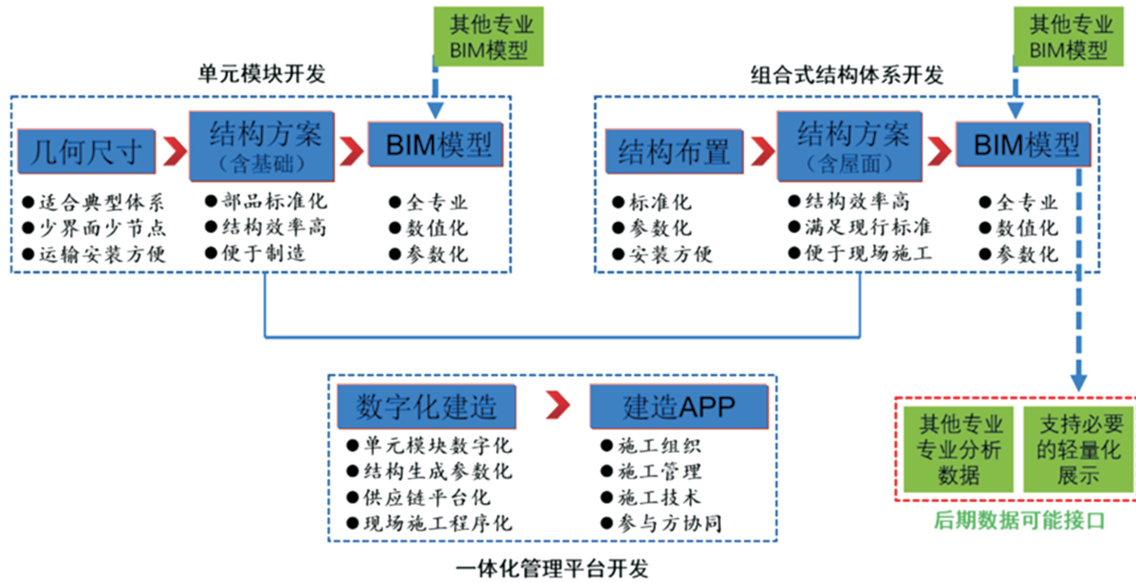 其他专业
BIM模型
单元模块开发
几何尺寸
●适合典型体系
●少界面少节点
●运输安装方便
结构方案
（含基础）
●部品标准化
●结构效率高
●便于制造
BIM模型
●全专业
●数值化
●参数化
其他专业
BIM模型
组合式结构体系开发
结构布置
●标准化
●参数化
●安装方便
结构方案
（含屋面）
●结构效率高
●满足现行标准
●便于现场施工
BIM模型
●全专业
●数值化
●参数化
数字化建造
●单元模块数字化
●结构生成参数化
●供应链平台化
●现场施工程序化
建造APP
●施工组织
●施工管理
●施工技术
●参与方协同
一体化管理平台开发
其他专业
专业分析
数据
支持必要
的轻量化
展示
后期数据可能接口